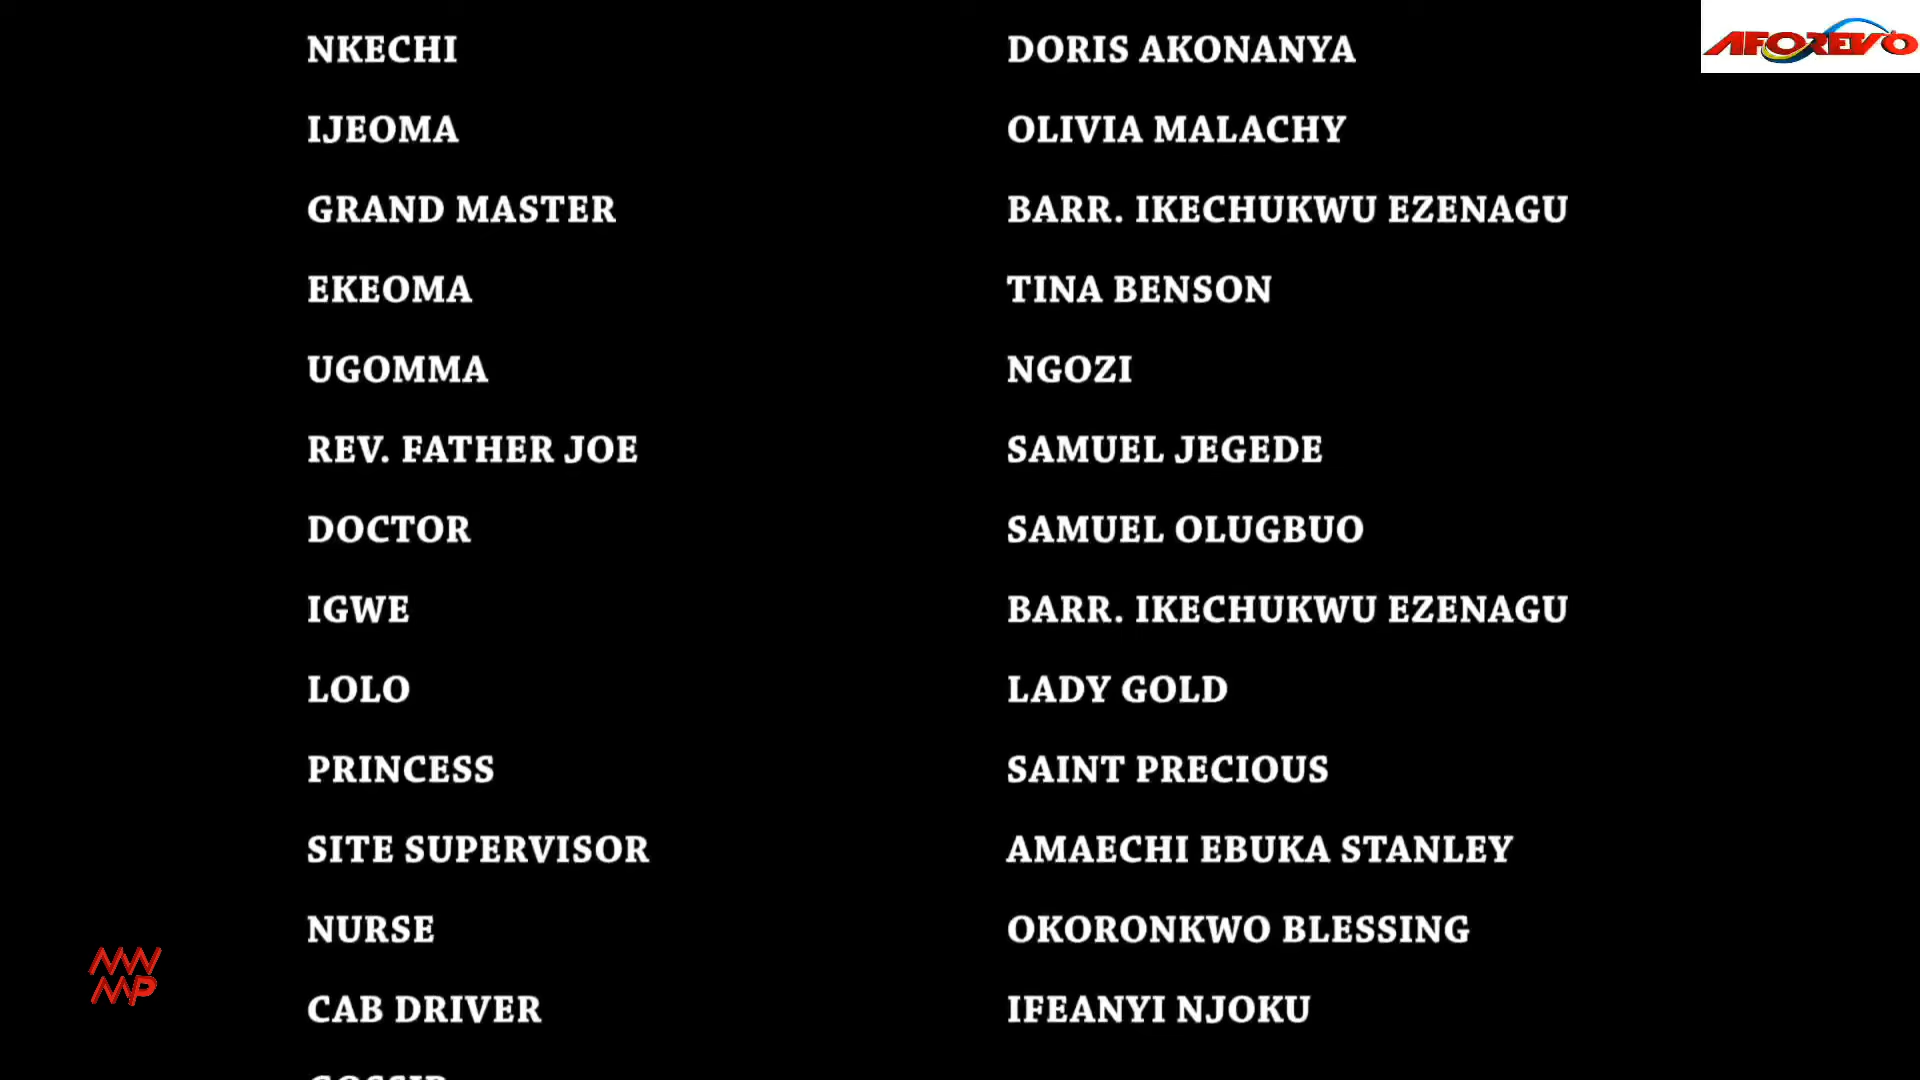 NKECHI DORIS AKONANYA
IJEOMA OLIVIA MALACHY
GRAND MASTER BARR. IKECHUKWU EZENAGU
EKEOMA TINA BENSON
UGOMMA NGOZI
REV. FATHER JOE SAMUEL JEGEDE
DOCTOR SAMUEL OLUGBUO
IGWE BARR. IKECHUKWU EZENAGU
LOLO LADY GOLD
PRINCESS SAINT PRECIOUS
SITE SUPERVISOR AMAECHI EBUKA STANLEY
NURSE OKORONKWO BLESSING
CAB DRIVER IFEANYI NJOKU
AFOREVO